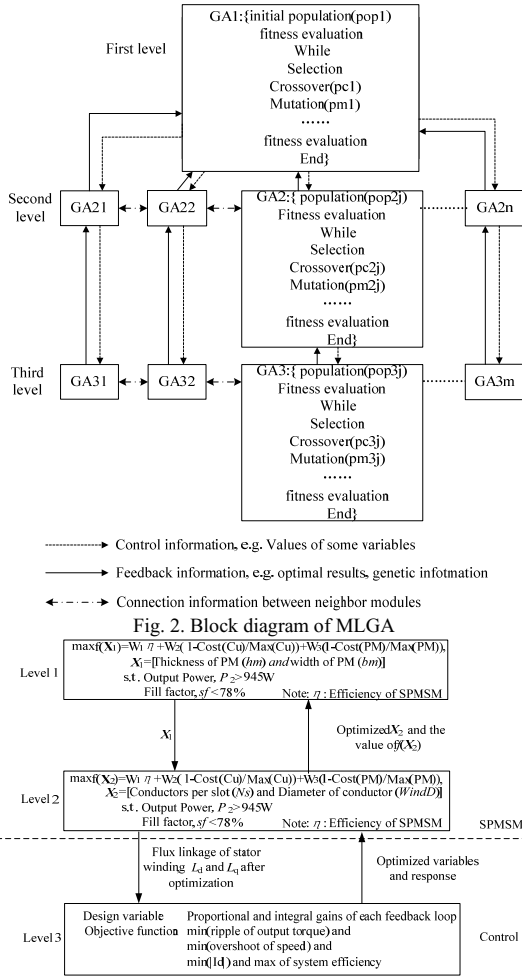 GA1:{initial population(pop1)
fitness evaluation
First level
While
Selection
Crossover(pc1)
Mutation(pm1)
······
fitness evaluation
End}
Second level
GA21
GA22
GA2:{ population(pop2j)
Fitness evaluation
While
Selection
Crossover(pc2j)
Mutation(pm2j)
······
fitness evaluation
End}
GA2n
Third level
GA31
GA32
GA3:{ population(pop3j)
Fitness evaluation
While
Selection
Crossover(pc3j)
Mutation(pm3j)
······
fitness evaluation
End}
GA3m
Control information, e.g. Values of some variables
Feedback information, e.g. optimal results, genetic infotmation
Connection information between neighbor modules
Fig. 2. Block diagram of MLGA
Level 1
maxf(X1)=W1 η+W2( 1-Cost(Cu)/Max(Cu))+W3(1-Cost(PM)/Max(PM)),
X1=[Thickness of PM (hm) and width of PM (bm)]
s.t. Output Power, P2>945W
Fill factor, sf<78% Note: η: Efficiency of SPMSM
X1
Optimized X2 and the
value of f(X2)
Level 2
maxf(X2)=W1 η+W2( 1-Cost(Cu)/Max(Cu))+W3(1-Cost(PM)/Max(PM)),
X2=[Conductors per slot (Ns) and Diameter of conductor (WindD)]
s.t. Output Power, P2>945W
Fill factor, sf<78% Note: η: Efficiency of SPMSM
SPMSM
Flux linkage of stator
winding Ld and Lq after
optimization
Optimized variables
and response
Level 3
Design variable Proportional and integral gains of each feedback loop
Objective function min(ripple of output torque) and
min(overshoot of speed) and
min(|Id|) and max of system efficiency
Control